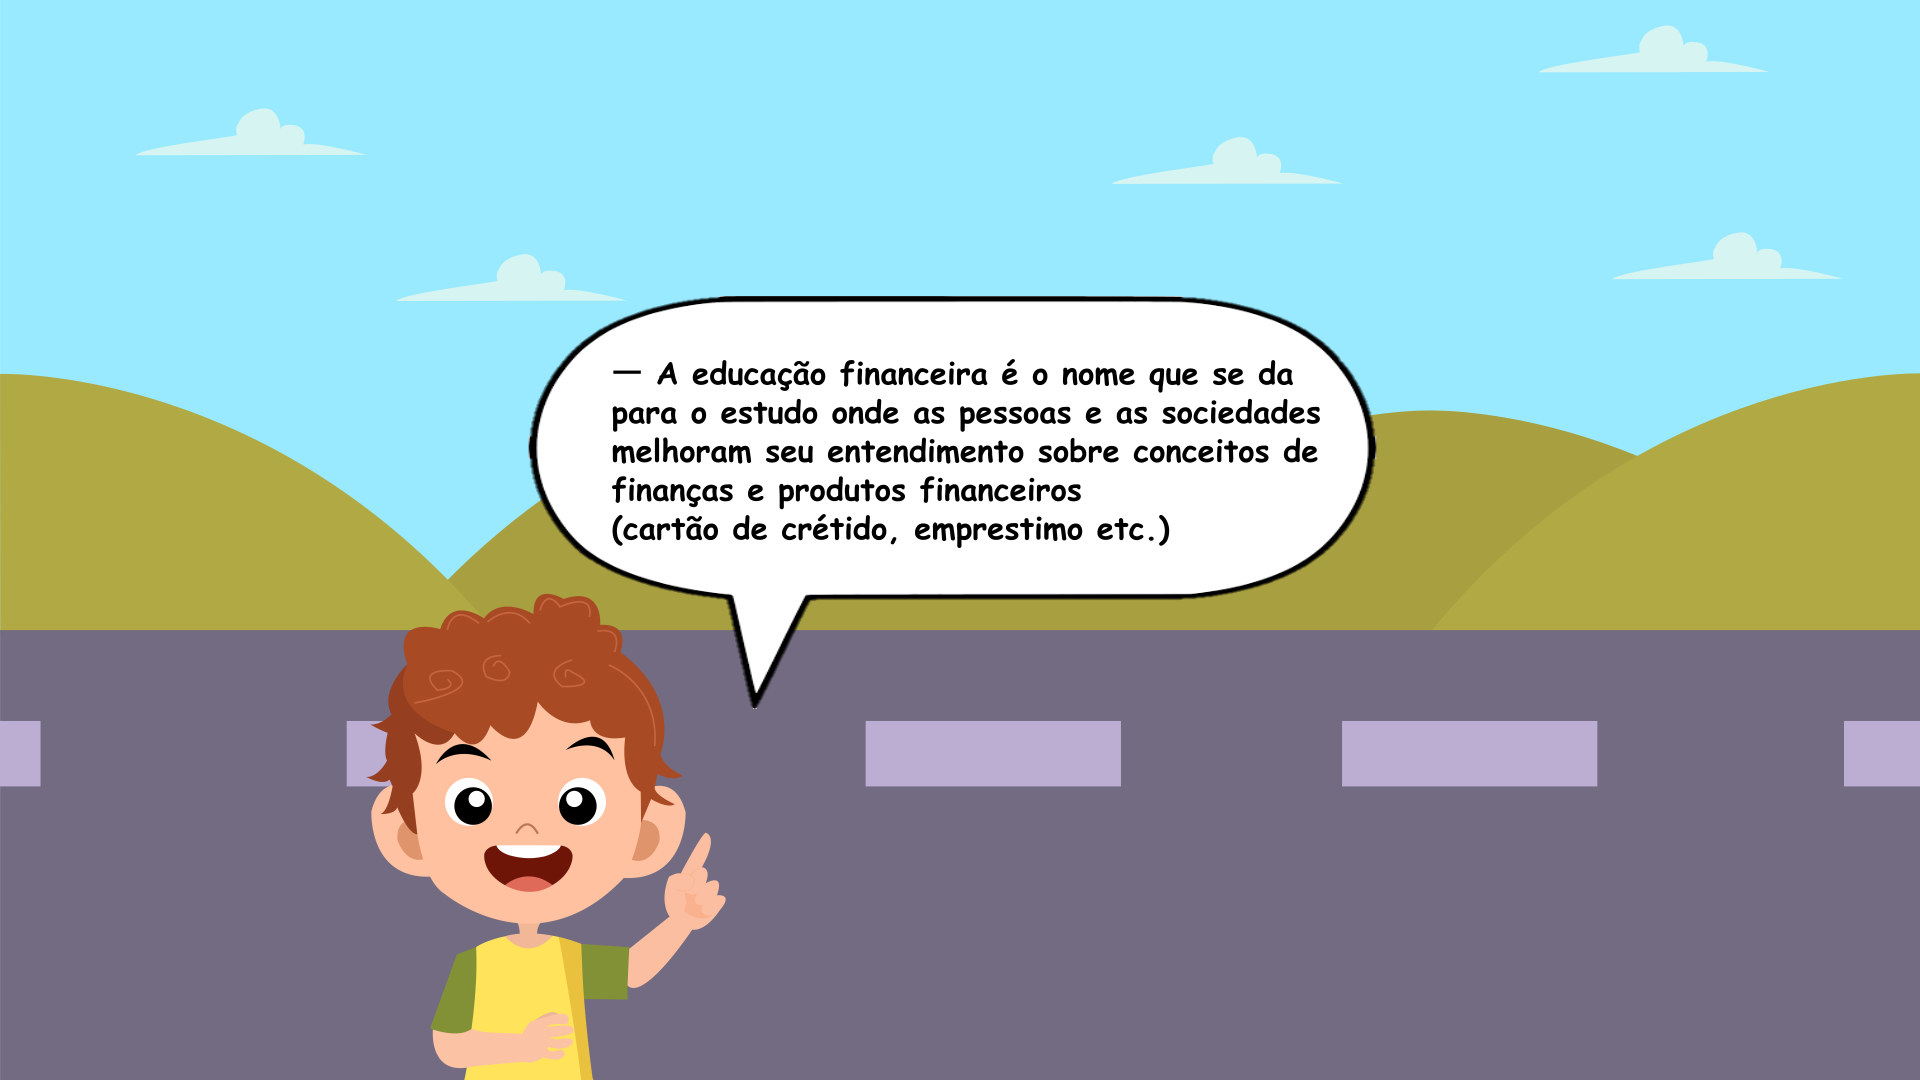 — A educação financeira é o nome que se da
para o estudo onde as pessoas e as sociedades
melhoram seu entendimento sobre conceitos de
finanças e produtos financeiros
(cartão de crétido, emprestimo etc.)